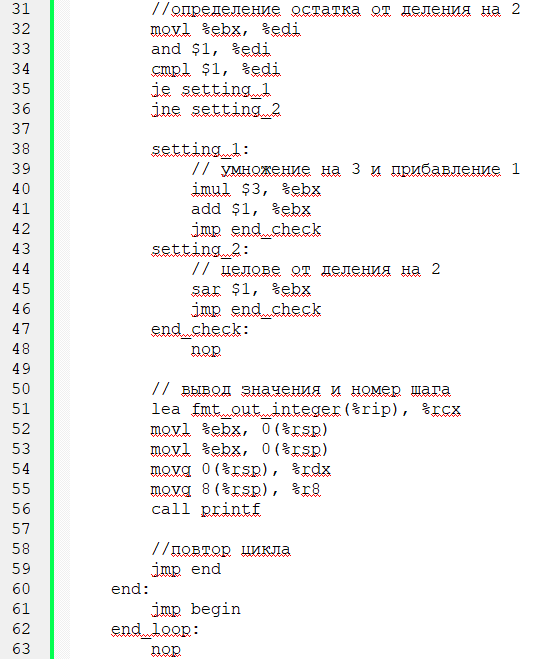 31 //определение остатка от деления на 2
32 movl %ebx, %edi
33 and $1, %edi
34 cmpl $1, %edi
35 je setting_1
36 jne setting_2
37
38 setting_1:
39 // умножение на 3 и прибавление 1
40 imul $3, %ebx
41 add $1, %ebx
42 jmp end_check
43 setting_2:
44 // целове от деления на 2
45 sar $1, %ebx
46 jmp end_check
47 end_check:
48 nop
49
50 // вывод значения и номер шага
51 lea fmt_out_integer(%rip), %rcx
52 movl %ebx, 0(%rsp)
53 movl %ebx, 0(%rsp)
54 movq 0(%rsp), %rdx
55 movq 8(%rsp), %r8
56 call printf
57
58 //повтор цикла
59 jmp end
60 end:
61 jmp begin
62 end_loop:
63 nop